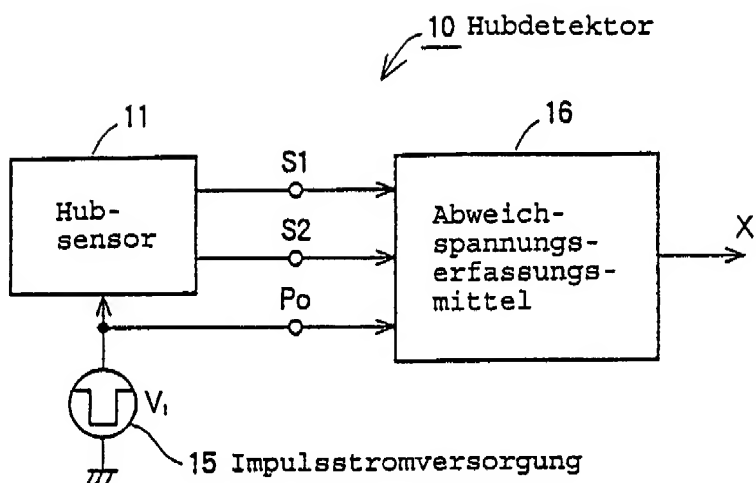 10 Hubdetektor
11
16
S1
Hub-
sensor
S2
Abweich-
spannungs-
erfassungs-
mittel
X
Po
V₁
15 Impulsstromversorgung